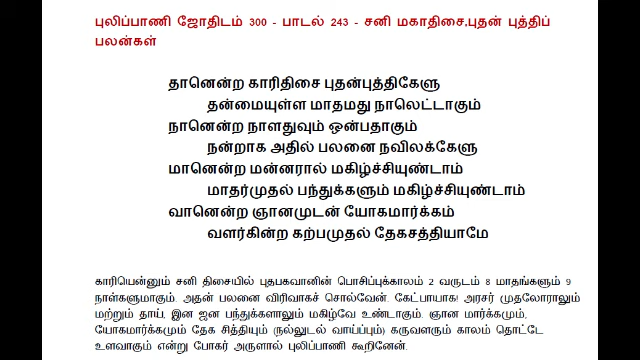 புலிப்பாணி ஜோதிடம் 300 - பாடல் 243 - சனி மகாதிசை,புதன் புத்திப்
பலன்கள்
தானென்ற காரிதிசை புதன்புத்திகேளு
தன்மையுள்ள மாதமது நாலெட்டாகும்
நானென்ற நாளதுவும் ஒன்பதாகும்
நன்றாக அதில் பலனை நவிலக்கேளு
மானென்ற மன்னரால் மகிழ்ச்சியுண்டாம்
மாதர்முதல் பந்துக்களும் மகிழ்ச்சியுண்டாம்
வானென்ற ஞானமுடன் யோகமார்க்கம்
வளர்கின்ற கற்பமுதல் தேகசத்தியாமே
காரியென்னும் சனி திசையில் புதபகவானின் பொசிப்புக்காலம் 2 வருடம் 8 மாதங்களும் 9
நாள்களுமாகும். அதன் பலனை விரிவாகச் சொல்வேன். கேட்பாயாக! அரசர் முதலோராலும்
மற்றும் தாய், இன ஜன பந்துக்களாலும் மகிழ்வே உண்டாகும். ஞான மார்க்கமும்,
யோகமார்க்கமும் தேக சித்தியும் (நல்லுடல் வாய்ப்பும்) கருவளரும் காலம் தொட்டே
உளவாகும் என்று போகர் அருளால் புலிப்பாணி கூறினேன்.